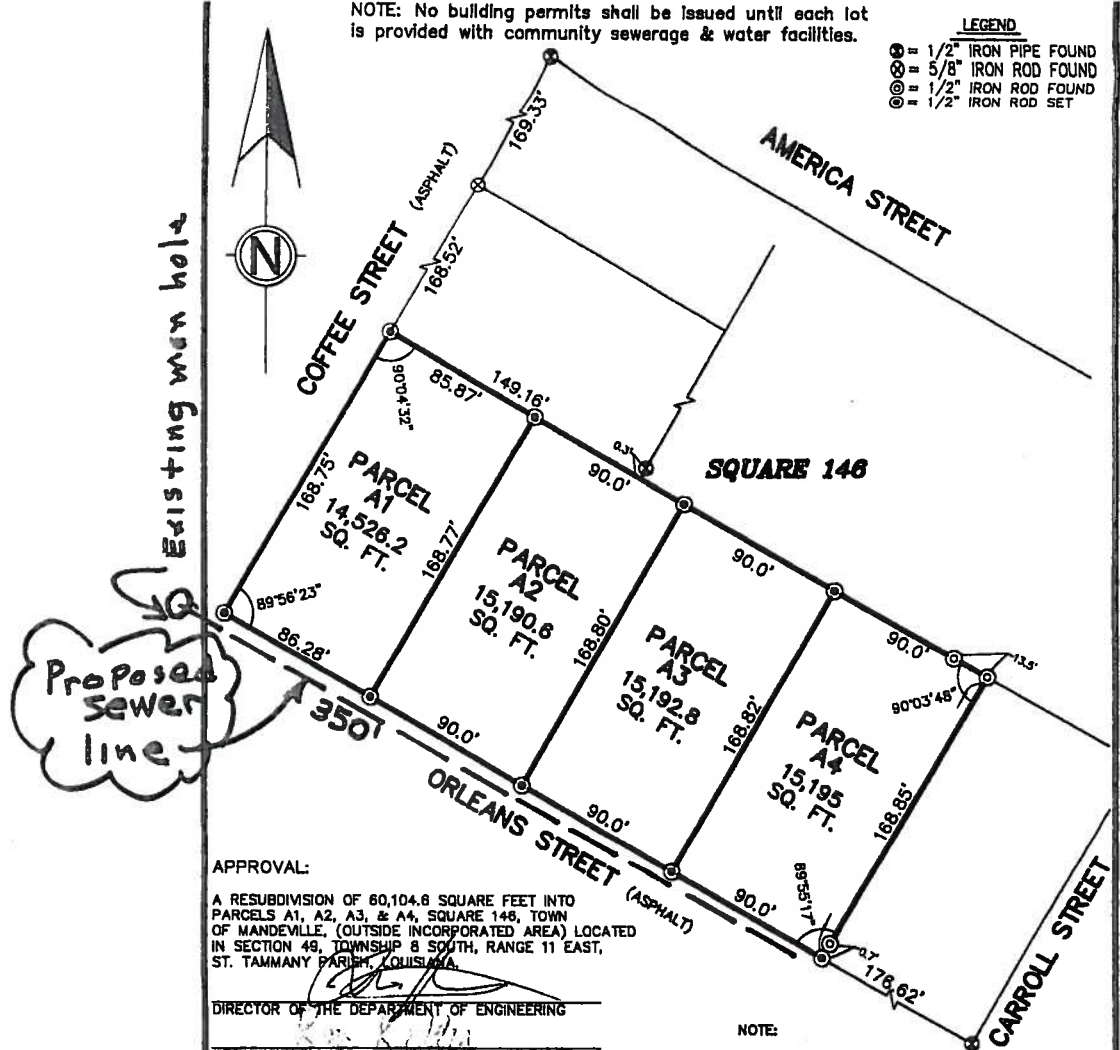 NOTE: No building permits shall be issued until each lot
is provided with community sewerage & water facilities.
LEGEND
= 1/2" IRON PIPE FOUND
= 5/8" IRON ROD FOUND
= 1/2" IRON ROD FOUND
= 1/2" IRON ROD SET
N
169.33'
AMERICA STREET
COFFEE STREET (ASPHALT)
168.52'
Existing man hole
90°04'32"
85.87'
149.16'
0.3'
90.0'
SQUARE 146
90.0'
90.0'
13.5'
90°03'48"
168.75'
PARCEL
A1
14,526.2
SQ. FT.
168.77'
PARCEL
A2
15,190.6
SQ. FT.
168.80'
PARCEL
A3
15,192.8
SQ. FT.
168.82'
PARCEL
A4
15,195
SQ. FT.
168.85'
89°56'23"
86.28'
90.0'
90.0'
90.0'
89°55'17"
0.7'
176.62'
Proposed
sewer
line
350'
ORLEANS STREET (ASPHALT)
CARROLL STREET
APPROVAL:
A RESUBDIVISION OF 60,104.6 SQUARE FEET INTO
PARCELS A1, A2, A3, & A4, SQUARE 146, TOWN
OF MANDEVILLE, (OUTSIDE INCORPORATED AREA) LOCATED
IN SECTION 49, TOWNSHIP 8 SOUTH, RANGE 11 EAST,
ST. TAMMANY PARISH, LOUISIANA.
DIRECTOR OF THE DEPARTMENT OF ENGINEERING
NOTE: